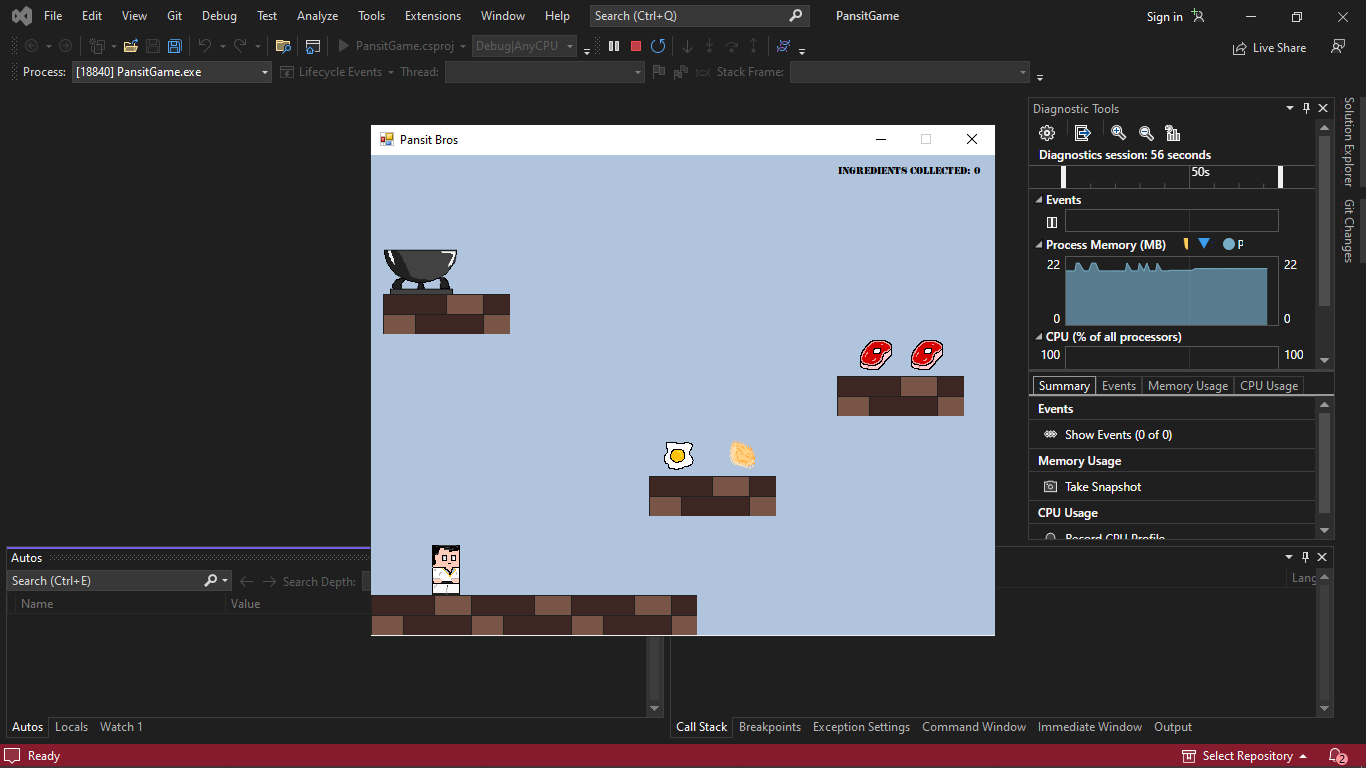 File Edit View Git Debug Test Analyze Tools Extensions Window Help Search (Ctrl+Q) PansitGame Sign in
PansitGame.csproj Debug|AnyCPU Live Share
Process: [18840] PansitGame.exe Lifecycle Events Thread: Stack Frame:
Pansit Bros
INGREDIENTS COLLECTED: 0
Diagnostic Tools
Diagnostics session: 56 seconds
50s
Events
Process Memory (MB) P
22 22
0 0
CPU (% of all processors)
100 100
Summary Events Memory Usage CPU Usage
Events
Show Events (0 of 0)
Memory Usage
Take Snapshot
CPU Usage
Record CPU Profile
Solution Explorer
Git Changes
Autos
Search (Ctrl+E) Search Depth:
Name Value
Lang
Autos Locals Watch 1
Call Stack Breakpoints Exception Settings Command Window Immediate Window Output
Ready
Select Repository 2